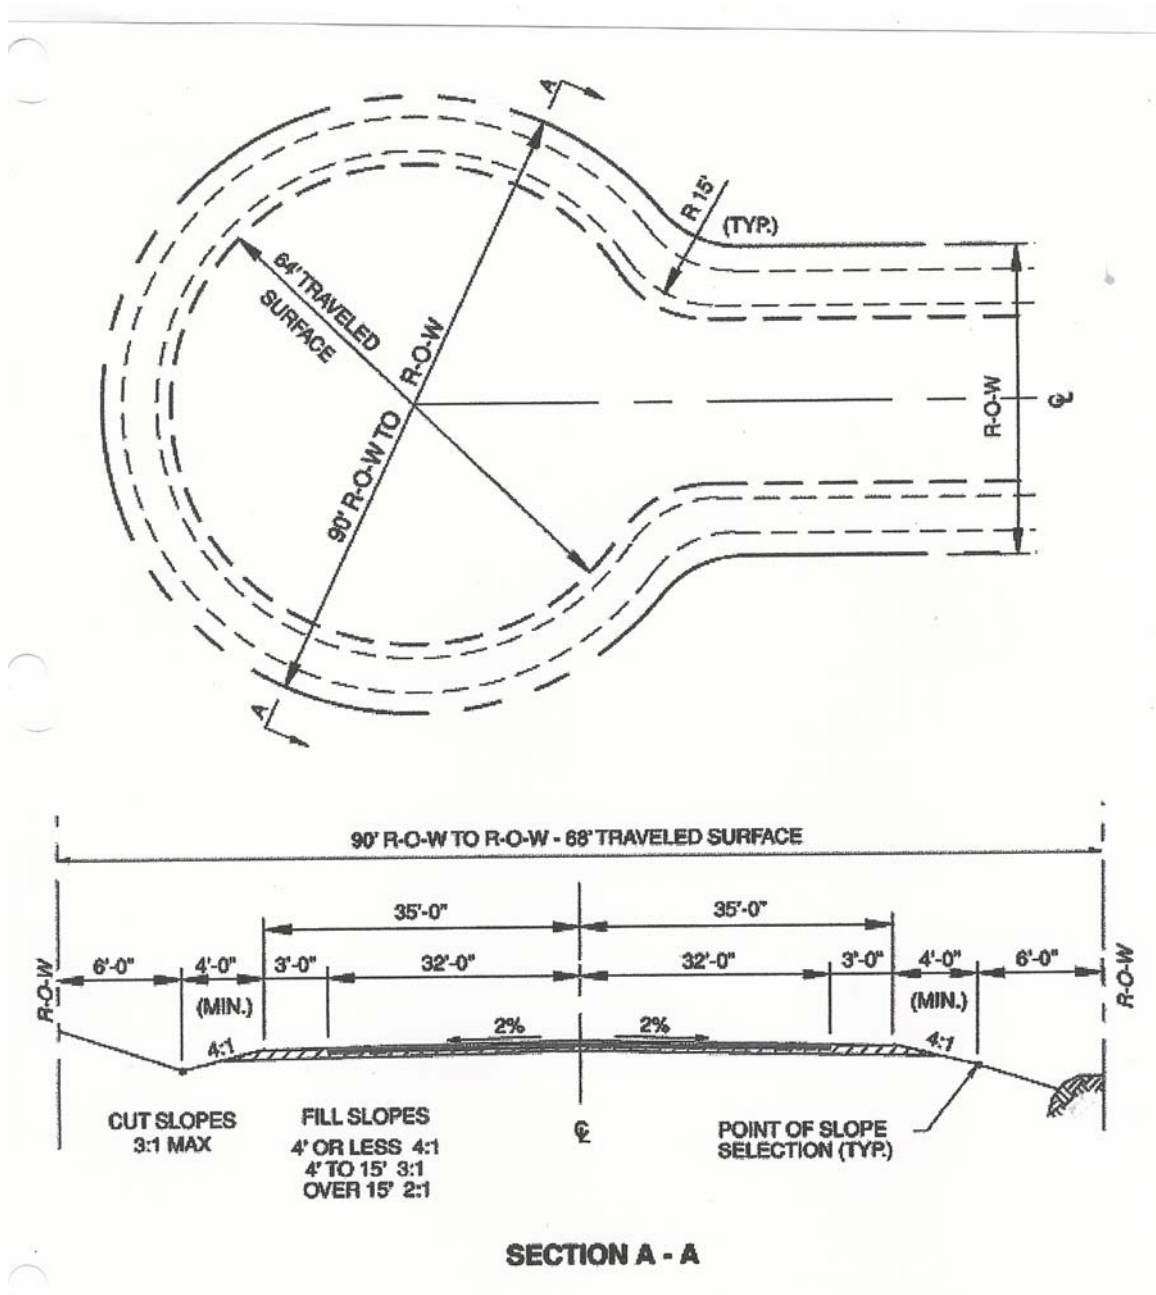 A
R 15'
(TYP.)
64' TRAVELED
SURFACE
R-O-W
90' R-O-W TO
R-O-W
℄
A
90' R-O-W TO R-O-W - 68' TRAVELED SURFACE
35'-0" 35'-0"
6'-0" 4'-0" 3'-0" 32'-0" 32'-0" 3'-0" 4'-0" 6'-0"
(MIN.) (MIN.)
R-O-W R-O-W
2% 2%
4:1 4:1
CUT SLOPES
3:1 MAX
FILL SLOPES
4' OR LESS 4:1
4' TO 15' 3:1
OVER 15' 2:1
℄
POINT OF SLOPE
SELECTION (TYP.)
SECTION A - A